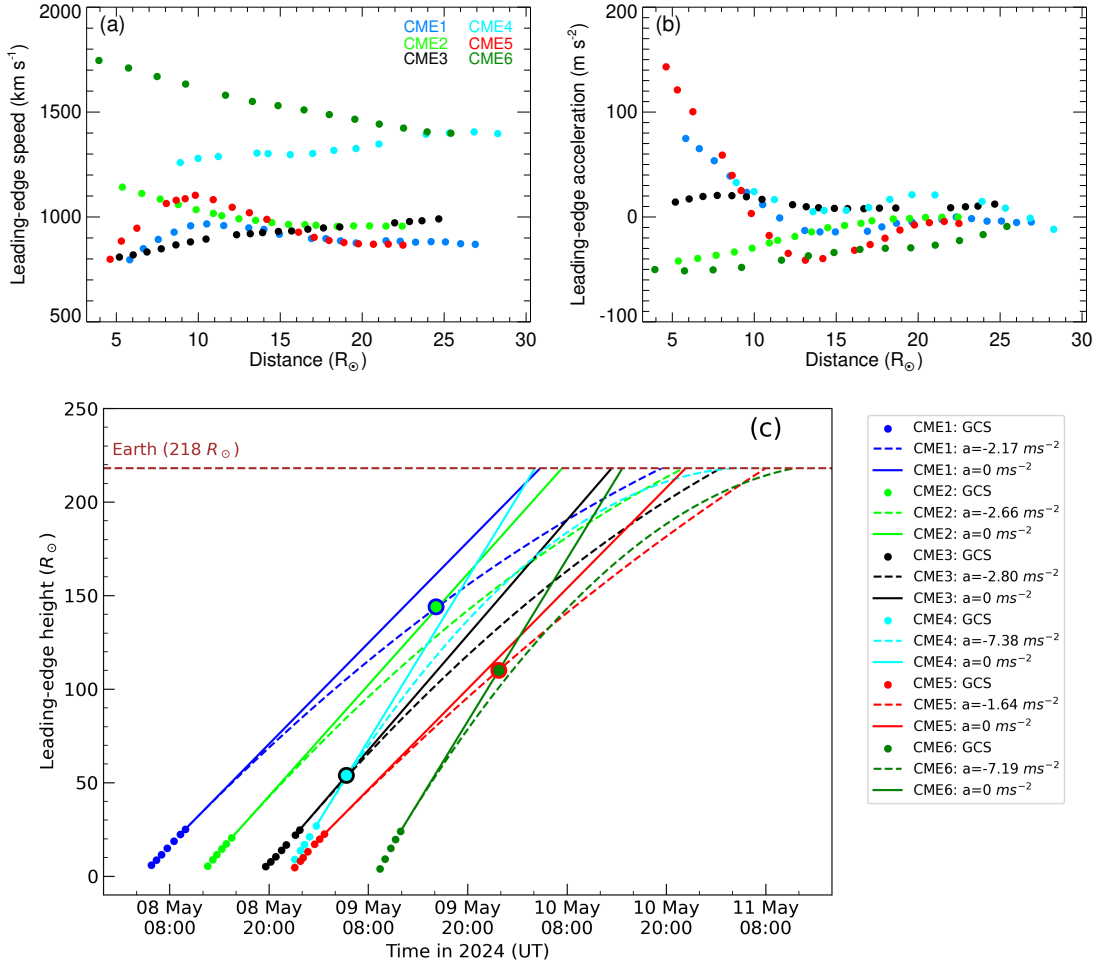 (a)
CME1 CME4
CME2 CME5
CME3 CME6
2000
1500
1000
500
Leading-edge speed (km s⁻¹)
5 10 15 20 25 30
Distance (R☉)
(b)
200
100
0
-100
Leading-edge acceleration (m s⁻²)
5 10 15 20 25 30
Distance (R☉)
(c)
Earth (218 R☉)
250
200
150
100
50
0
Leading-edge height (R☉)
08 May 08 May 09 May 09 May 10 May 10 May 11 May
08:00 20:00 08:00 20:00 08:00 20:00 08:00
Time in 2024 (UT)
CME1: GCS
CME1: a=-2.17 ms⁻²
CME1: a=0 ms⁻²
CME2: GCS
CME2: a=-2.66 ms⁻²
CME2: a=0 ms⁻²
CME3: GCS
CME3: a=-2.80 ms⁻²
CME3: a=0 ms⁻²
CME4: GCS
CME4: a=-7.38 ms⁻²
CME4: a=0 ms⁻²
CME5: GCS
CME5: a=-1.64 ms⁻²
CME5: a=0 ms⁻²
CME6: GCS
CME6: a=-7.19 ms⁻²
CME6: a=0 ms⁻²